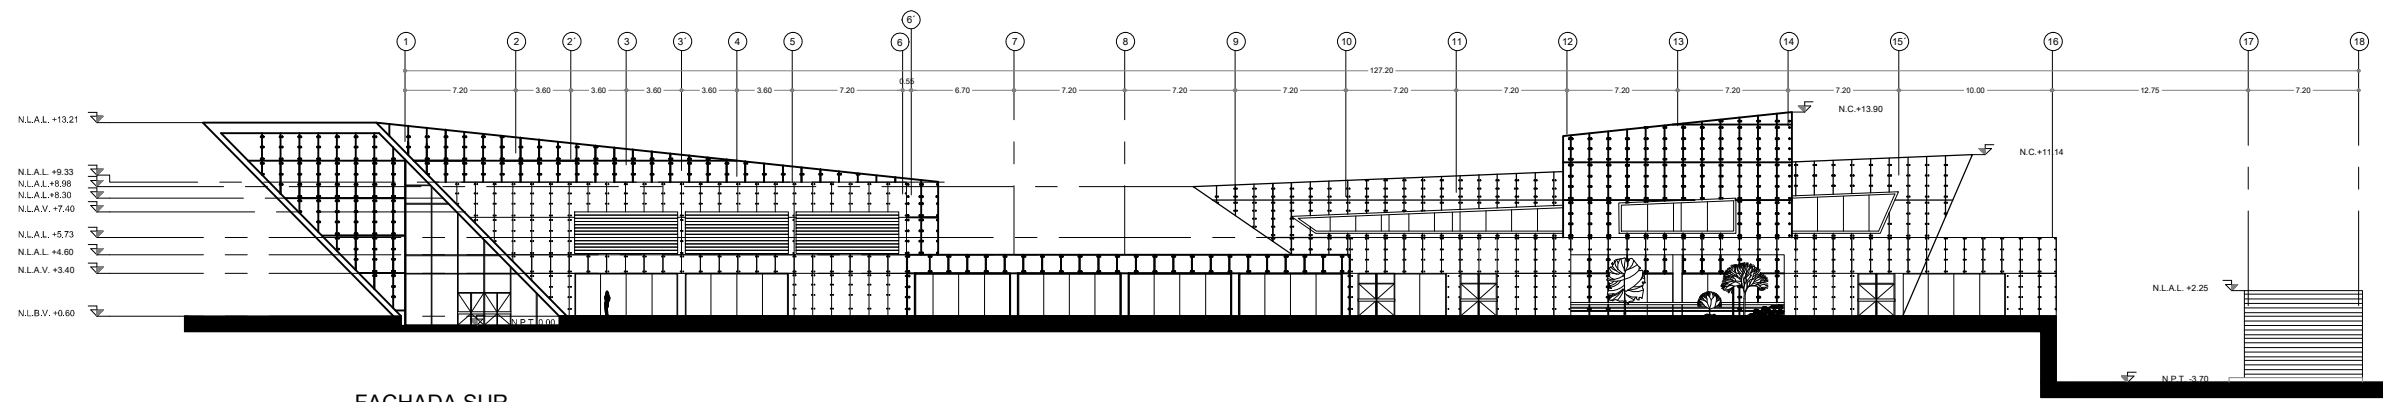 6´
1 2 2´ 3 3´ 4 5 6 7 8 9 10 11 12 13 14 15´ 16 17 18
127.20
0.55
7.20 3.60 3.60 3.60 3.60 3.60 7.20 6.70 7.20 7.20 7.20 7.20 7.20 7.20 7.20 7.20 10.00 12.75 7.20
N.C.+13.90
N.L.A.L. +13.21
N.C.+11.14
N.L.A.L. +9.33
N.L.A.L.+8.98
N.L.A.L.+8.30
N.L.A.V. +7.40
N.L.A.L. +5,73
N.L.A.L. +4.60
N.L.A.V. +3.40
N.L.A.L. +2.25
N.L.B.V. +0.60
N.P.T. 0.00
N.P.T. -3.70
FACHADA SUR